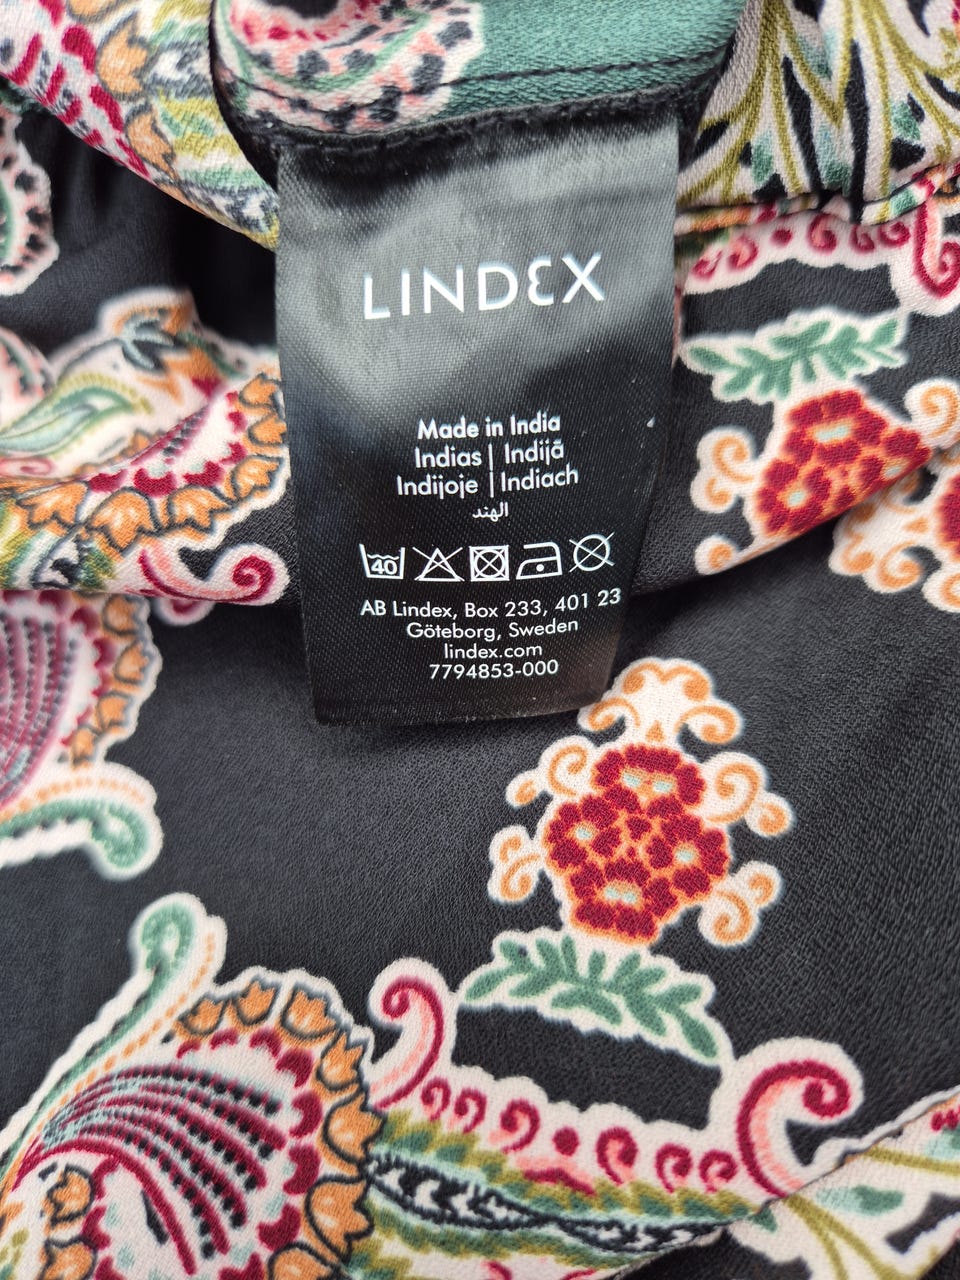 LINDEX
Made in India
Indias | Indijā
Indijoje | Indiach
الهند
40
AB Lindex, Box 233, 401 23
Göteborg, Sweden
lindex.com
7794853-000